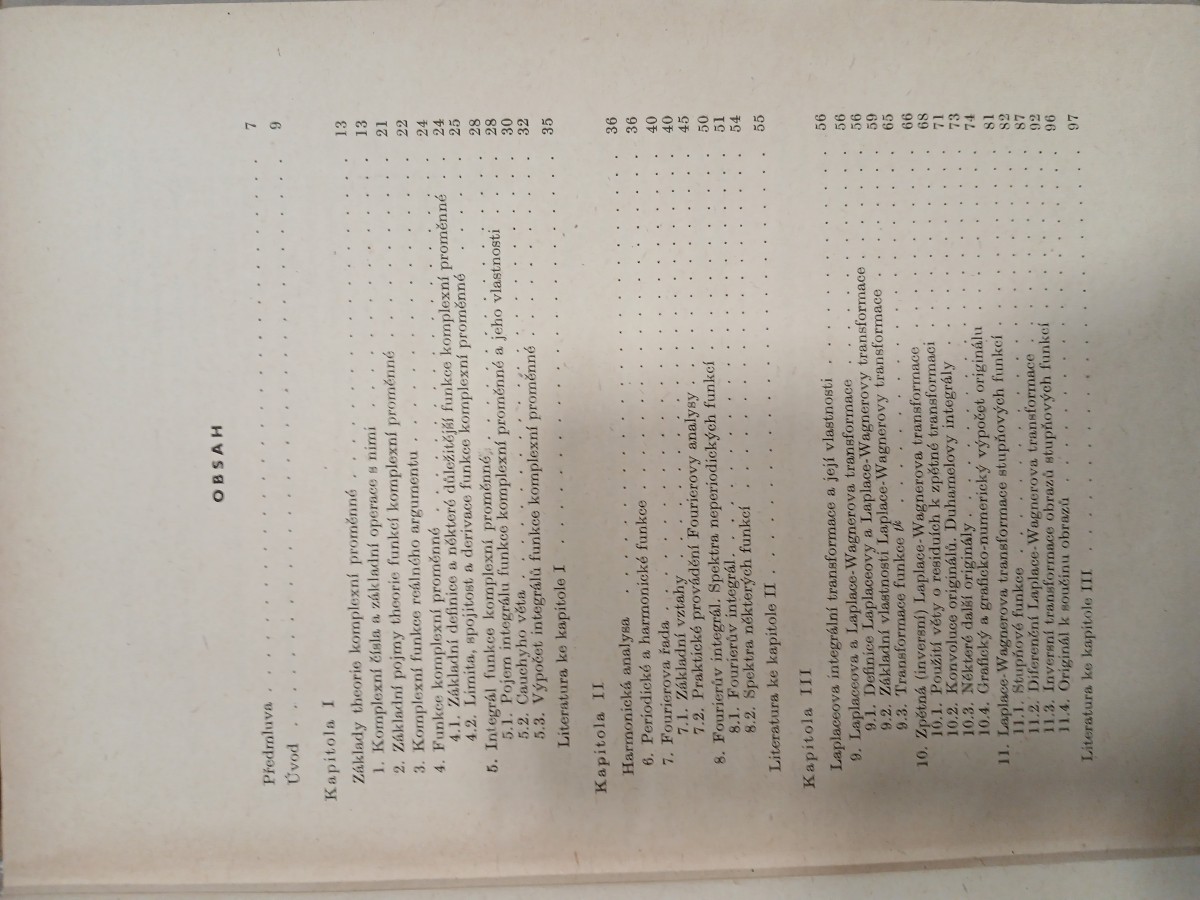 OBSAH
Předmluva . . . . . . . . . . . . . . . . . . . . 7
Úvod . . . . . . . . . . . . . . . . . . . . 9
Kapitola I
Základy theorie komplexní proměnné . . . . . . . . . . 13
1. Komplexní čísla a základní operace s nimi . . . . . . . . 13
2. Základní pojmy theorie funkcí komplexní proměnné . . . . . . 21
3. Komplexní funkce reálného argumentu . . . . . . . . . 22
4. Funkce komplexní proměnné . . . . . . . . . . . 24
4.1. Základní definice a některé důležitější funkce komplexní proměnné 24
4.2. Limita, spojitost a derivace funkce komplexní proměnné . . . 25
5. Integrál funkce komplexní proměnné . . . . . . . . . 28
5.1. Pojem integrálu funkce komplexní proměnné a jeho vlastnosti . . 28
5.2. Cauchyho věta . . . . . . . . . . . . . . 30
5.3. Výpočet integrálů funkce komplexní proměnné . . . . . . 32
Literatura ke kapitole I . . . . . . . . . . . . . . 35
Kapitola II
Harmonická analysa . . . . . . . . . . . . . . . 36
6. Periodické a harmonické funkce . . . . . . . . . . . 36
7. Fourierova řada . . . . . . . . . . . . . . . 40
7.1. Základní vztahy . . . . . . . . . . . . . . 40
7.2. Praktické provádění Fourierovy analysy . . . . . . . . 45
8. Fourierův integrál. Spektra neperiodických funkcí . . . . . . . 50
8.1. Fourierův integrál . . . . . . . . . . . . . 51
8.2. Spektra některých funkcí . . . . . . . . . . . 54
Literatura ke kapitole II . . . . . . . . . . . . . . 55
Kapitola III
Laplaceova integrální transformace a její vlastnosti . . . . . . . 56
9. Laplaceova a Laplace-Wagnerova transformace . . . . . . . 56
9.1. Definice Laplaceovy a Laplace-Wagnerovy transformace . . . . 56
9.2. Základní vlastnosti Laplace-Wagnerovy transformace . . . . . 59
9.3. Transformace funkce tᵏ . . . . . . . . . . . . 65
10. Zpětná (inversní) Laplace-Wagnerova transformace . . . . . . 66
10.1. Použití věty o residuích k zpětné transformaci . . . . . . 68
10.2. Konvoluce originálů. Duhamelovy integrály . . . . . . . 71
10.3. Některé další originály . . . . . . . . . . . . 73
10.4. Grafický a graficko-numerický výpočet originálu . . . . . 74
11. Laplace-Wagnerova transformace stupňových funkcí . . . . . . 81
11.1. Stupňové funkce . . . . . . . . . . . . . . 82
11.2. Diferenční Laplace-Wagnerova transformace . . . . . . 87
11.3. Inversní transformace obrazů stupňových funkcí . . . . . 92
11.4. Originál k součinu obrazů . . . . . . . . . . . 96
Literatura ke kapitole III . . . . . . . . . . . . . . 97